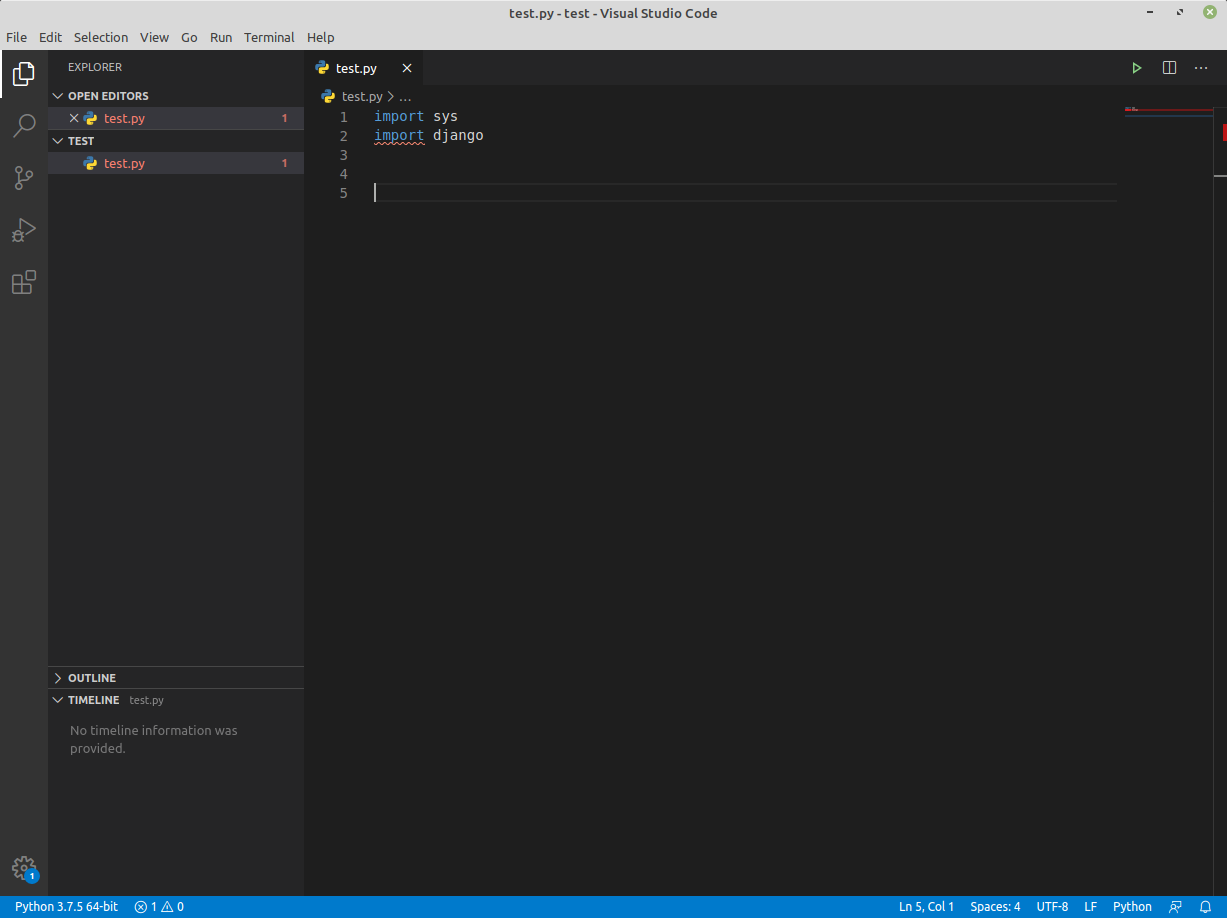 test.py - test - Visual Studio Code
File Edit Selection View Go Run Terminal Help
EXPLORER
OPEN EDITORS
test.py 1
TEST
test.py 1
OUTLINE
TIMELINE test.py
No timeline information was
provided.
1
test.py
test.py > ...
1 import sys
2 import django
3
4
5
Python 3.7.5 64-bit 1 0 Ln 5, Col 1 Spaces: 4 UTF-8 LF Python